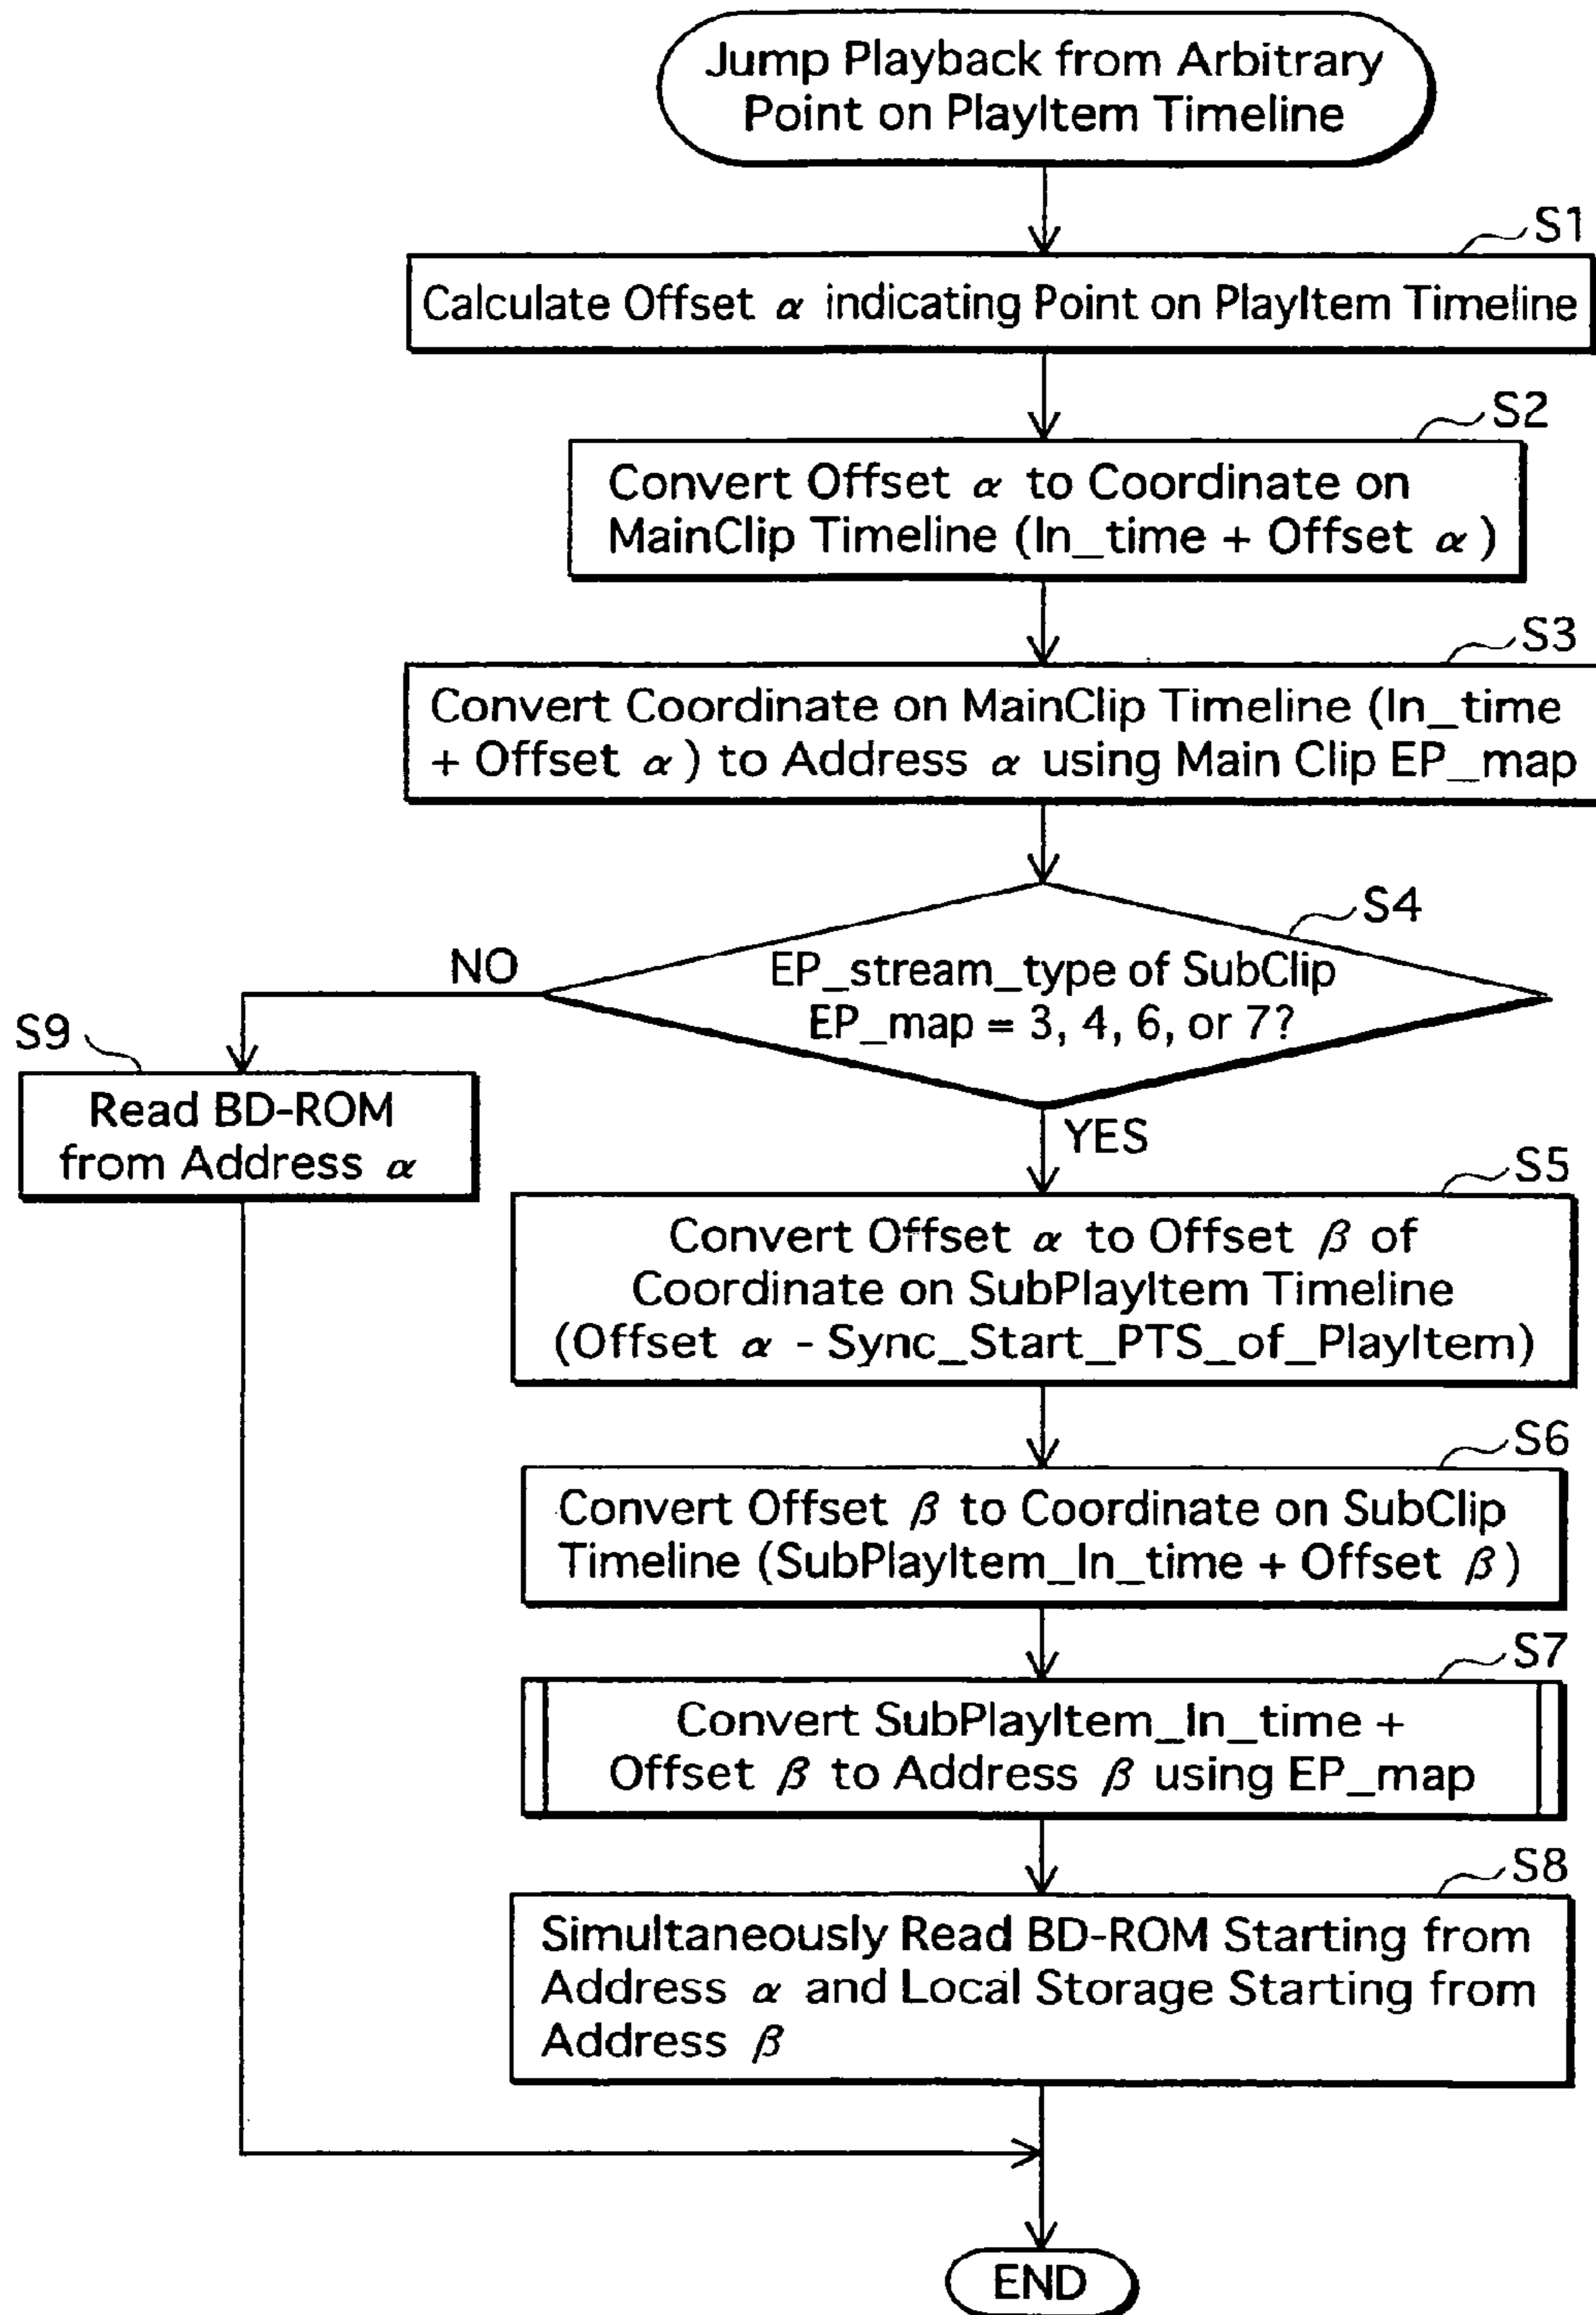 Jump Playback from Arbitrary
Point on PlayItem Timeline
S1
Calculate Offset α indicating Point on PlayItem Timeline
S2
Convert Offset α to Coordinate on
MainClip Timeline (In_time + Offset α )
S3
Convert Coordinate on MainClip Timeline (In_time
+ Offset α ) to Address α using Main Clip EP_map
S4
EP_stream_type of SubClip
EP_map = 3, 4, 6, or 7?
NO
S9
Read BD-ROM
from Address α
YES
S5
Convert Offset α to Offset β of
Coordinate on SubPlayItem Timeline
(Offset α - Sync_Start_PTS_of_PlayItem)
S6
Convert Offset β to Coordinate on SubClip
Timeline (SubPlayItem_In_time + Offset β )
S7
Convert SubPlayItem_In_time +
Offset β to Address β using EP_map
S8
Simultaneously Read BD-ROM Starting from
Address α and Local Storage Starting from
Address β
END